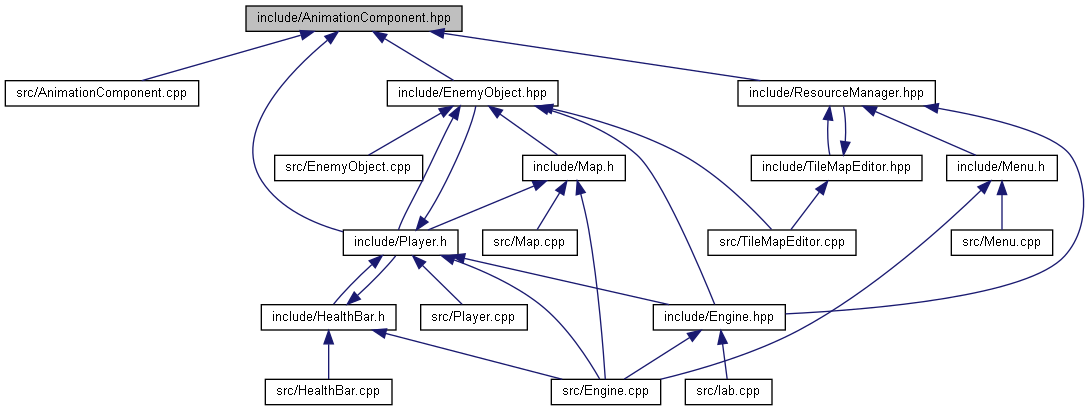 include/AnimationComponent.hpp
src/AnimationComponent.cpp
include/EnemyObject.hpp
include/ResourceManager.hpp
src/EnemyObject.cpp
include/Map.h
include/TileMapEditor.hpp
include/Menu.h
include/Player.h
src/Map.cpp
src/TileMapEditor.cpp
src/Menu.cpp
include/HealthBar.h
src/Player.cpp
include/Engine.hpp
src/HealthBar.cpp
src/Engine.cpp
src/lab.cpp